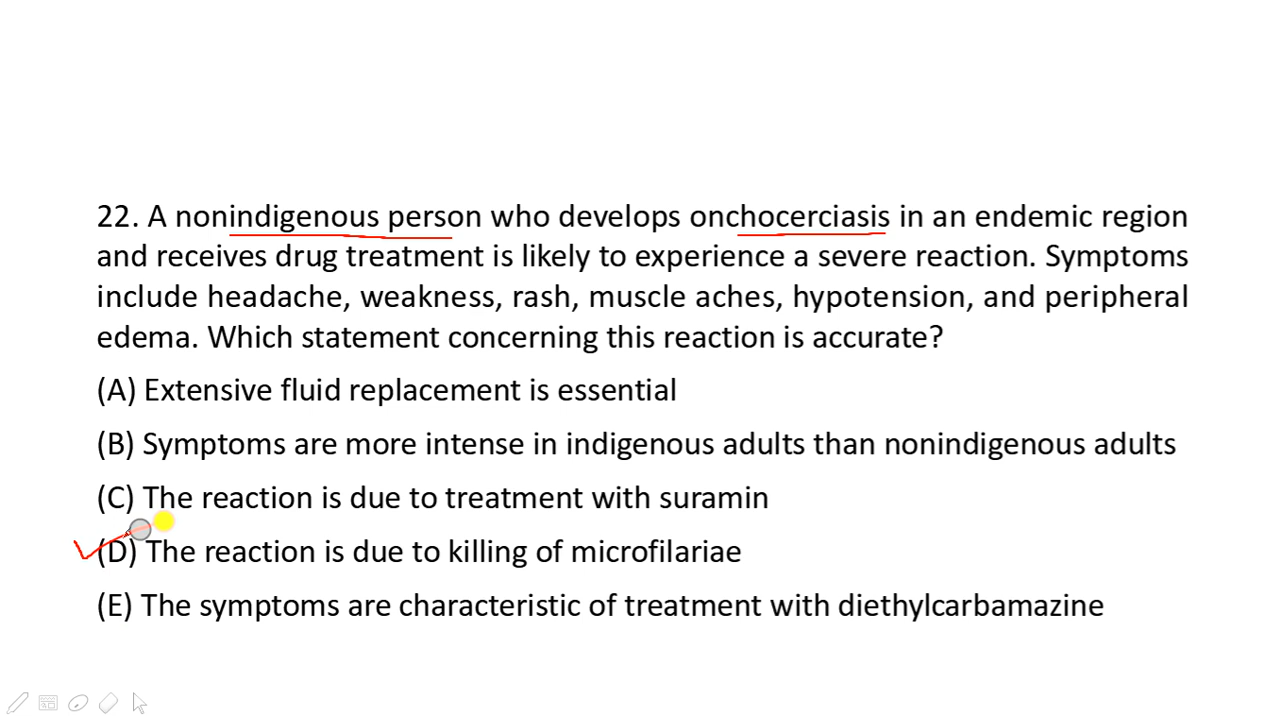 22. A nonindigenous person who develops onchocerciasis in an endemic region
and receives drug treatment is likely to experience a severe reaction. Symptoms
include headache, weakness, rash, muscle aches, hypotension, and peripheral
edema. Which statement concerning this reaction is accurate?
(A) Extensive fluid replacement is essential
(B) Symptoms are more intense in indigenous adults than nonindigenous adults
(C) The reaction is due to treatment with suramin
(D) The reaction is due to killing of microfilariae
(E) The symptoms are characteristic of treatment with diethylcarbamazine